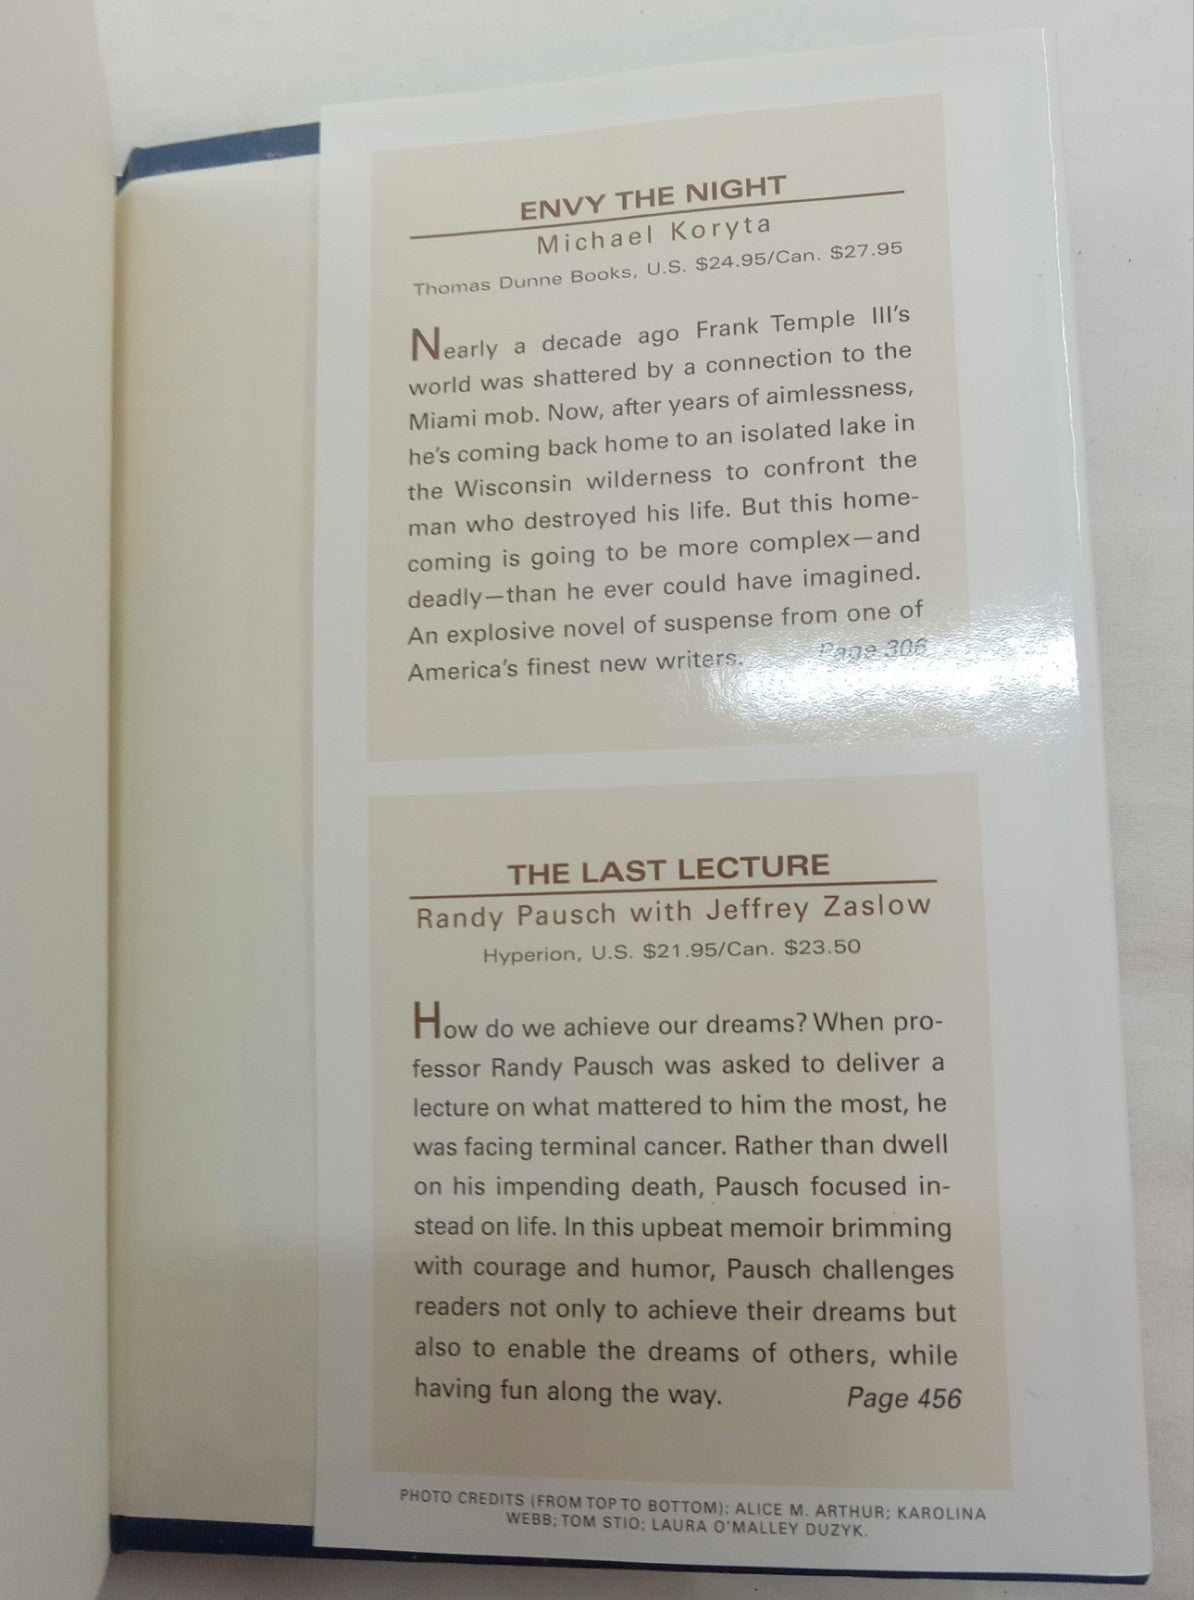 ENVY THE NIGHT
Michael Koryta
Thomas Dunne Books, U.S. $24.95/Can. $27.95
Nearly a decade ago Frank Temple III's
world was shattered by a connection to the
Miami mob. Now, after years of aimlessness,
he's coming back home to an isolated lake in
the Wisconsin wilderness to confront the
man who destroyed his life. But this home-
coming is going to be more complex—and
deadly—than he ever could have imagined.
An explosive novel of suspense from one of
America's finest new writers. Page 306
THE LAST LECTURE
Randy Pausch with Jeffrey Zaslow
Hyperion, U.S. $21.95/Can. $23.50
How do we achieve our dreams? When pro-
fessor Randy Pausch was asked to deliver a
lecture on what mattered to him the most, he
was facing terminal cancer. Rather than dwell
on his impending death, Pausch focused in-
stead on life. In this upbeat memoir brimming
with courage and humor, Pausch challenges
readers not only to achieve their dreams but
also to enable the dreams of others, while
having fun along the way. Page 456
PHOTO CREDITS (FROM TOP TO BOTTOM): ALICE M. ARTHUR; KAROLINA
WEBB; TOM STIO; LAURA O'MALLEY DUZYK.